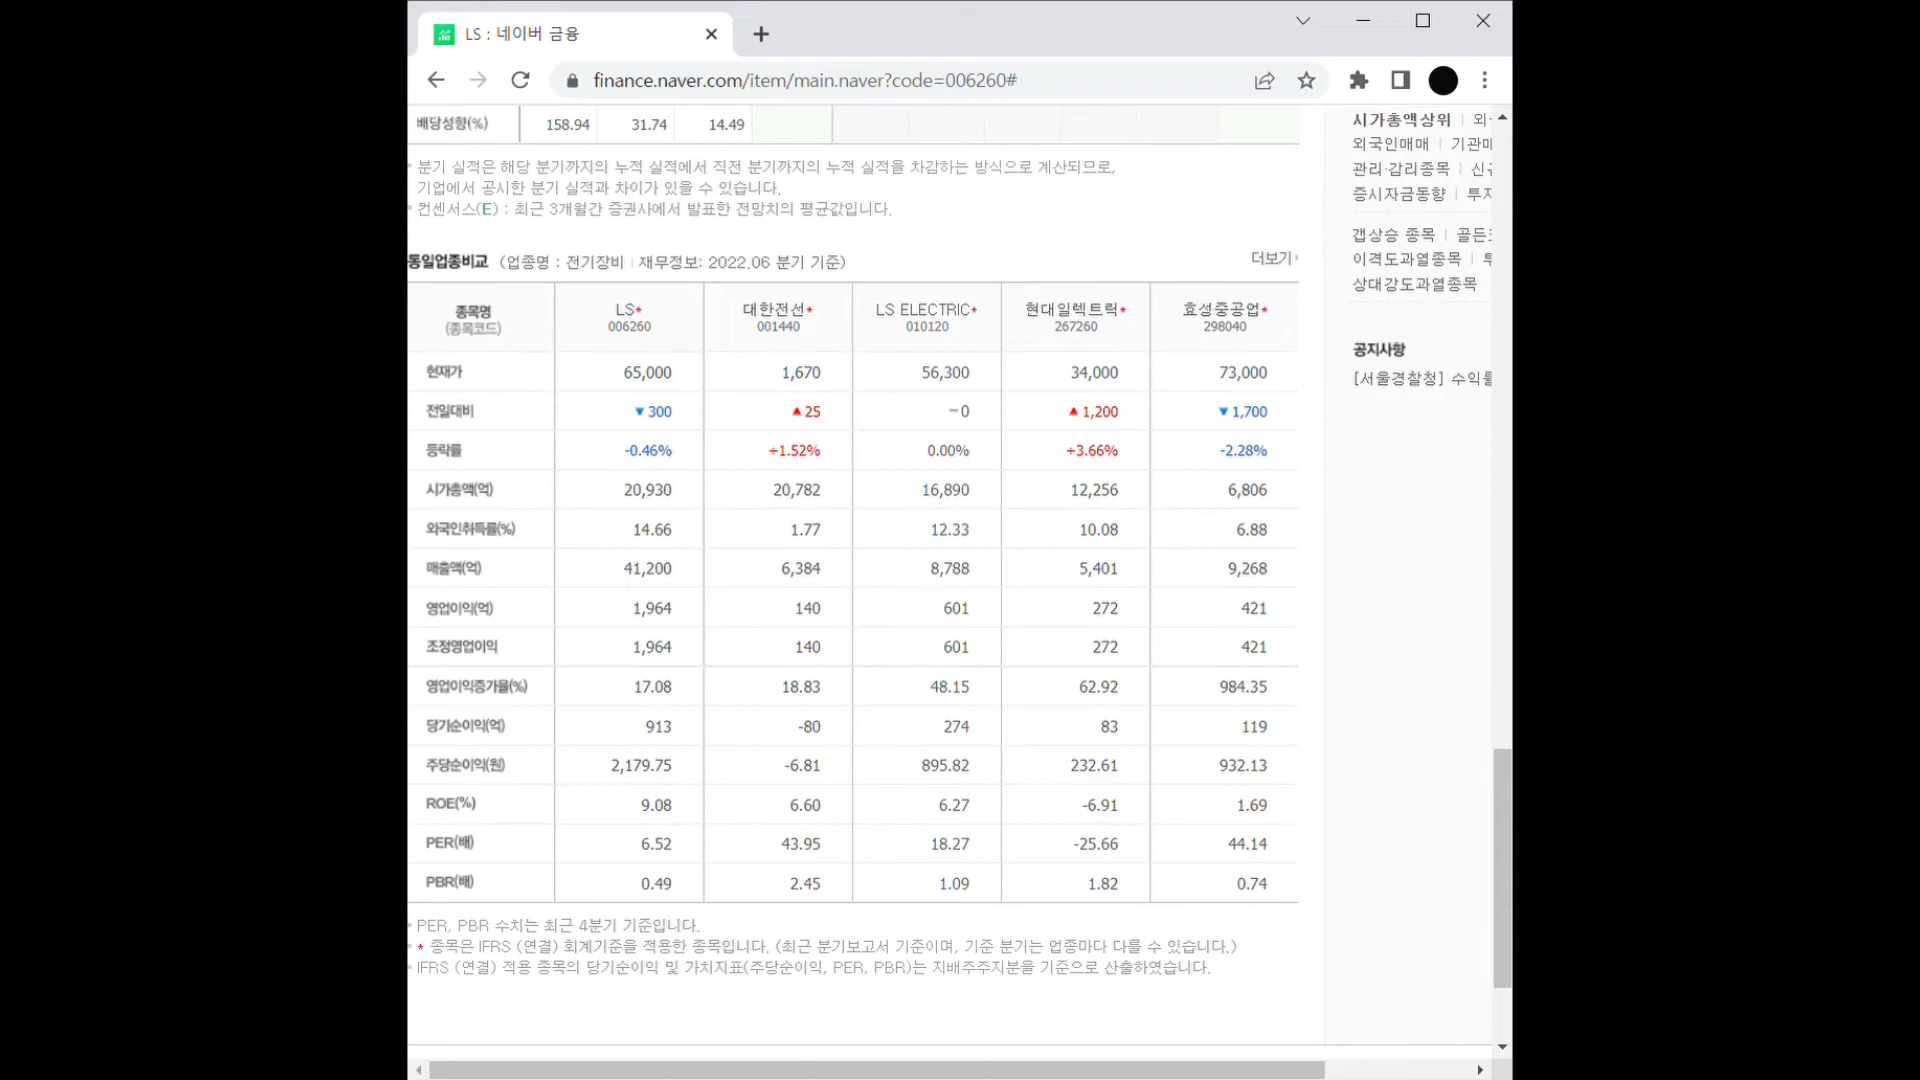 LS : 네이버 금융
finance.naver.com/item/main.naver?code=006260#
배당성향(%) 158.94 31.74 14.49
분기 실적은 해당 분기까지의 누적 실적에서 직전 분기까지의 누적 실적을 차감하는 방식으로 계산되므로,
기업에서 공시한 분기 실적과 차이가 있을 수 있습니다.
컨센서스(E) : 최근 3개월간 증권사에서 발표한 전망치의 평균값입니다.
동일업종비교 (업종명 : 전기장비 | 재무정보: 2022.06 분기 기준) 더보기
종목명 LS* 대한전선* LS ELECTRIC* 현대일렉트릭* 효성중공업*
(종목코드) 006260 001440 010120 267260 298040
현재가 65,000 1,670 56,300 34,000 73,000
전일대비 ▼300 ▲25 -0 ▲1,200 ▼1,700
등락률 -0.46% +1.52% 0.00% +3.66% -2.28%
시가총액(억) 20,930 20,782 16,890 12,256 6,806
외국인취득률(%) 14.66 1.77 12.33 10.08 6.88
매출액(억) 41,200 6,384 8,788 5,401 9,268
영업이익(억) 1,964 140 601 272 421
조정영업이익 1,964 140 601 272 421
영업이익증가율(%) 17.08 18.83 48.15 62.92 984.35
당기순이익(억) 913 -80 274 83 119
주당순이익(원) 2,179.75 -6.81 895.82 232.61 932.13
ROE(%) 9.08 6.60 6.27 -6.91 1.69
PER(배) 6.52 43.95 18.27 -25.66 44.14
PBR(배) 0.49 2.45 1.09 1.82 0.74
PER, PBR 수치는 최근 4분기 기준입니다.
* 종목은 IFRS (연결) 회계기준을 적용한 종목입니다. (최근 분기보고서 기준이며, 기준 분기는 업종마다 다를 수 있습니다.)
IFRS (연결) 적용 종목의 당기순이익 및 가치지표(주당순이익, PER, PBR)는 지배주주지분을 기준으로 산출하였습니다.
시가총액상위 | 외
외국인매매 | 기관
관리·감리종목 | 신
증시자금동향 | 투
갭상승 종목 | 골든
이격도과열종목 | 투
상대강도과열종목
공지사항
[서울경찰청] 수익